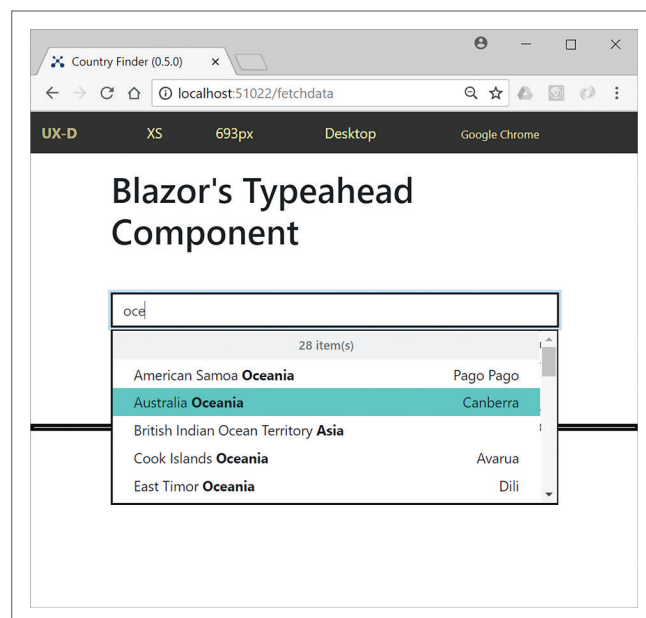 Country Finder (0.5.0)
localhost:51022/fetchdata
UX-D XS 693px Desktop Google Chrome
Blazor's Typeahead
Component
oce
28 item(s)
American Samoa Oceania Pago Pago
Australia Oceania Canberra
British Indian Ocean Territory Asia
Cook Islands Oceania Avarua
East Timor Oceania Dili